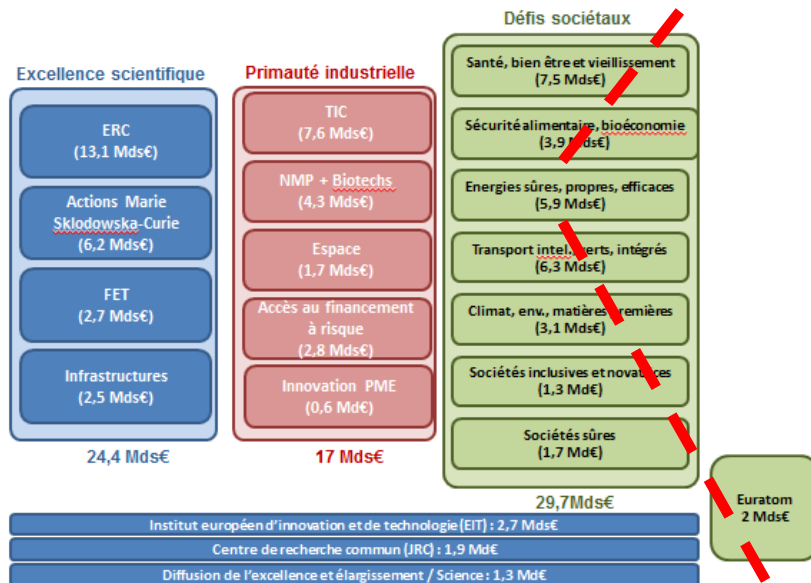 Excellence scientifique
ERC
(13,1 Mds€)
Actions Marie
Sklodowska-Curie
(6,2 Mds€)
FET
(2,7 Mds€)
Infrastructures
(2,5 Mds€)
24,4 Mds€
Primauté industrielle
TIC
(7,6 Mds€)
NMP + Biotechs
(4,3 Mds€)
Espace
(1,7 Mds€)
Accès au financement
à risque
(2,8 Mds€)
Innovation PME
(0,6 Md€)
17 Mds€
Défis sociétaux
Santé, bien être et vieillissement
(7,5 Mds€)
Sécurité alimentaire, bioéconomie
(3,9 Mds€)
Energies sûres, propres, efficaces
(5,9 Mds€)
Transport intel., verts, intégrés
(6,3 Mds€)
Climat, env., matières premières
(3,1 Mds€)
Sociétés inclusives et novatrices
(1,3 Md€)
Sociétés sûres
(1,7 Md€)
29,7Mds€
Euratom
2 Mds€
Institut européen d'innovation et de technologie (EIT) : 2,7 Mds€
Centre de recherche commun (JRC) : 1,9 Md€
Diffusion de l'excellence et élargissement / Science : 1,3 Md€